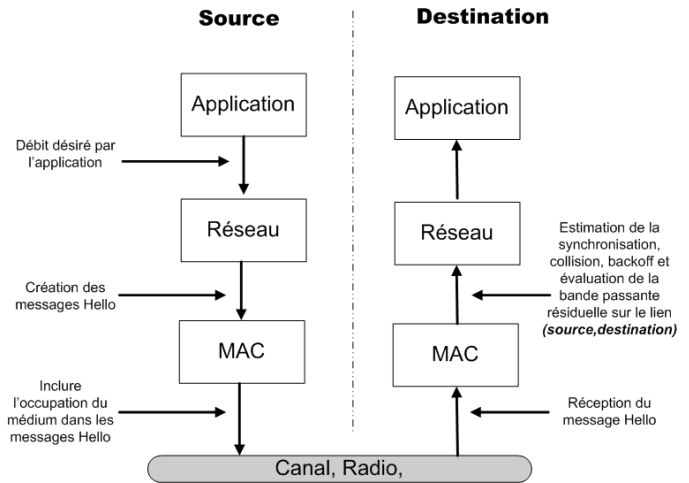 Source
Destination
Application
Application
Débit désiré par
l'application
Réseau
Réseau
Estimation de la
synchronisation,
collision, backoff et
évaluation de la
bande passante
résiduelle sur le lien
(source,destination)
Création des
messages Hello
MAC
MAC
Inclure
l'occupation du
médium dans les
messages Hello
Réception du
message Hello
Canal, Radio,